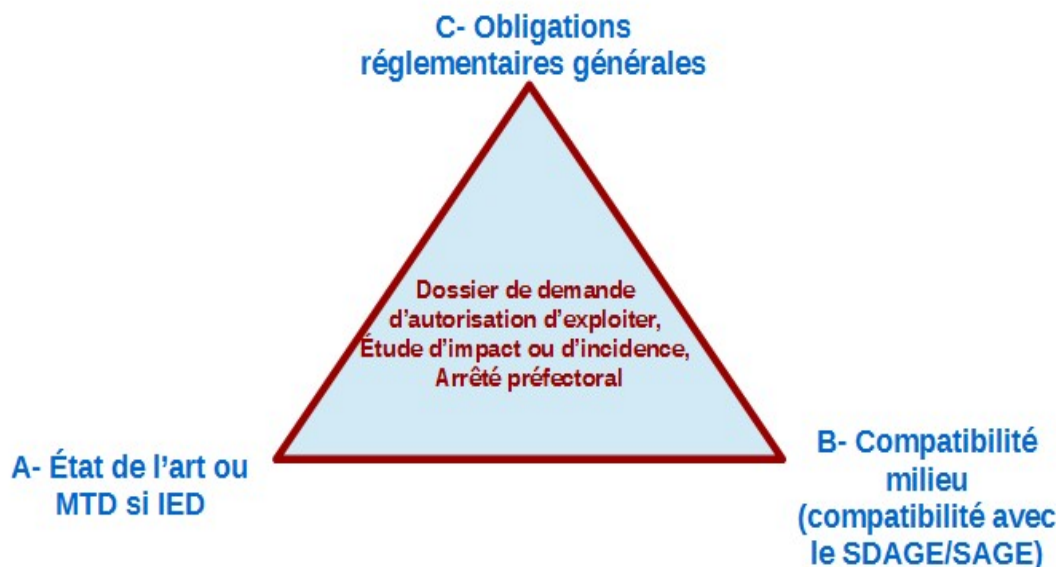 C- Obligations
réglementaires générales
Dossier de demande
d'autorisation d'exploiter,
Étude d'impact ou d'incidence,
Arrêté préfectoral
A- État de l'art ou
MTD si IED
B- Compatibilité
milieu
(compatibilité avec
le SDAGE/SAGE)